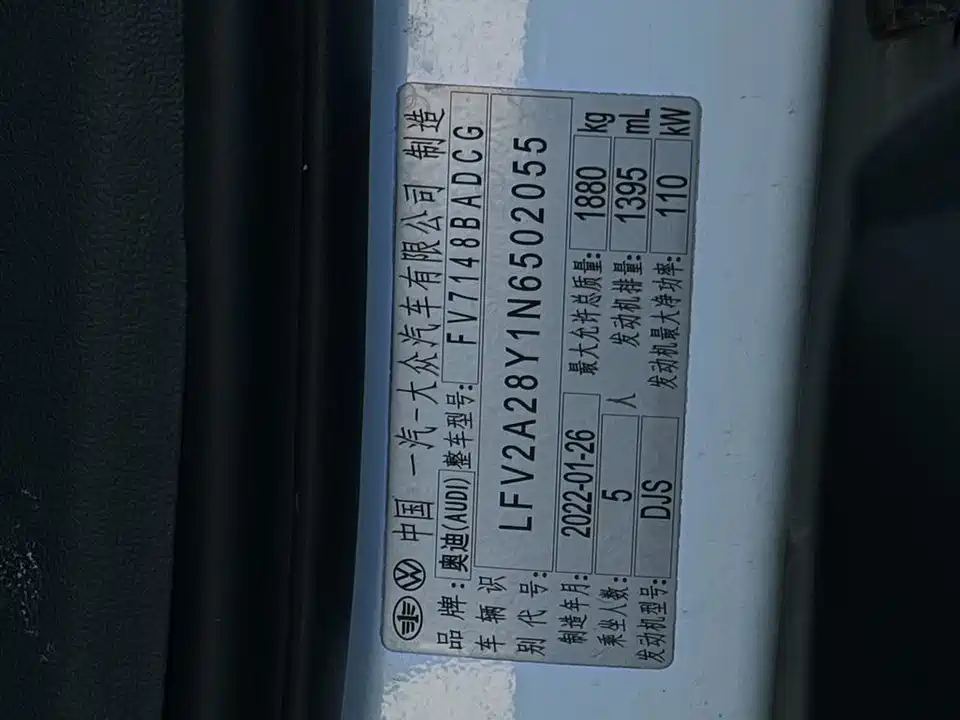 中国 一汽-大众汽车有限公司 制造
品牌: 奥迪(AUDI) 整车型号: FV7148BADCG
车辆识别代号: LFV2A28Y1N6502055
制造年月: 2022-01-26 最大允许总质量: 1880 kg
乘坐人数: 5 人 发动机排量: 1395 mL
发动机型号: DJS 发动机最大净功率: 110 kW